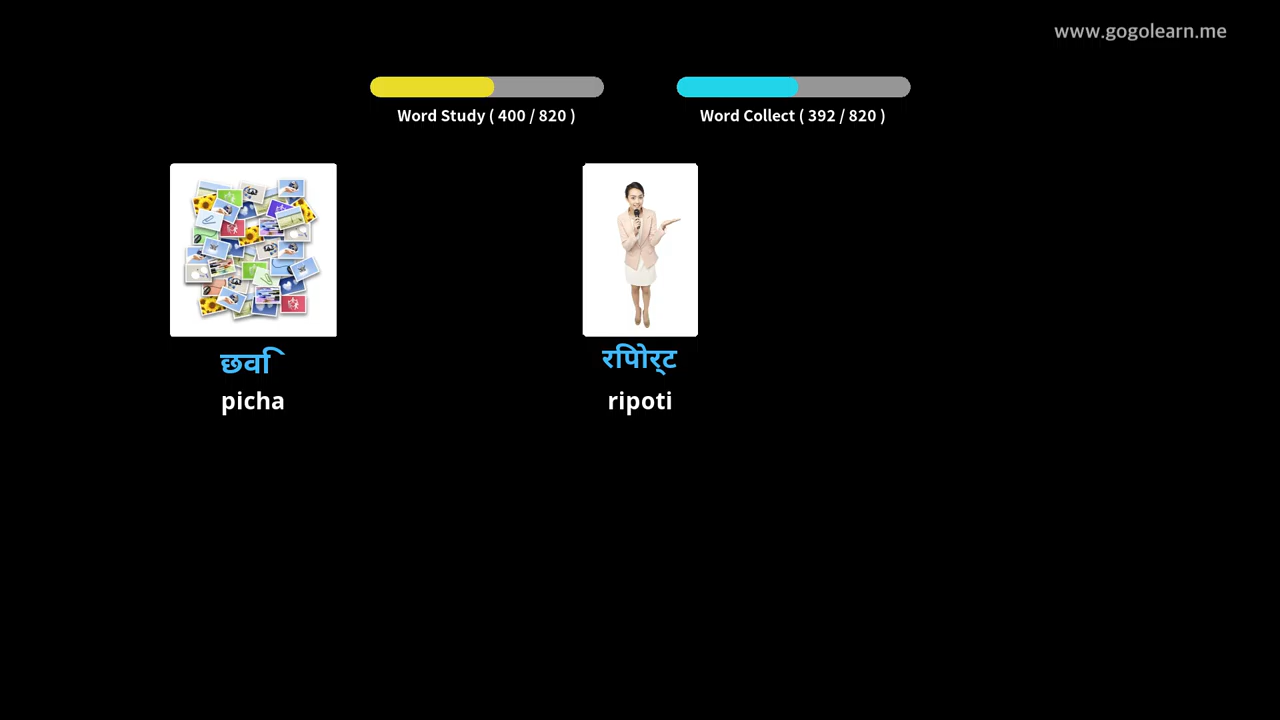 www.gogolearn.me
Word Study ( 400 / 820 )
Word Collect ( 392 / 820 )
छवि
रिपोर्ट
picha
ripoti